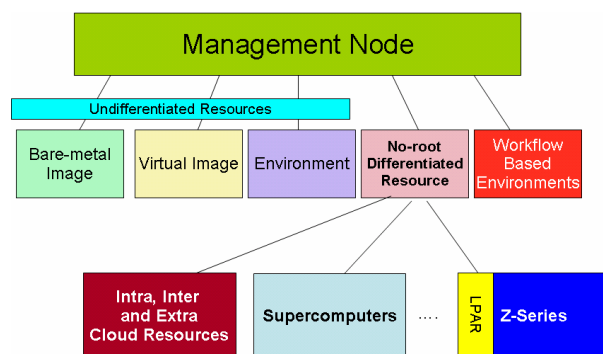 Management Node
Undifferentiated Resources
Bare-metal
Image
Virtual Image
Environment
No-root
Differentiated
Resource
Workflow
Based
Environments
Intra, Inter
and Extra
Cloud Resources
Supercomputers
....
LPAR
Z-Series